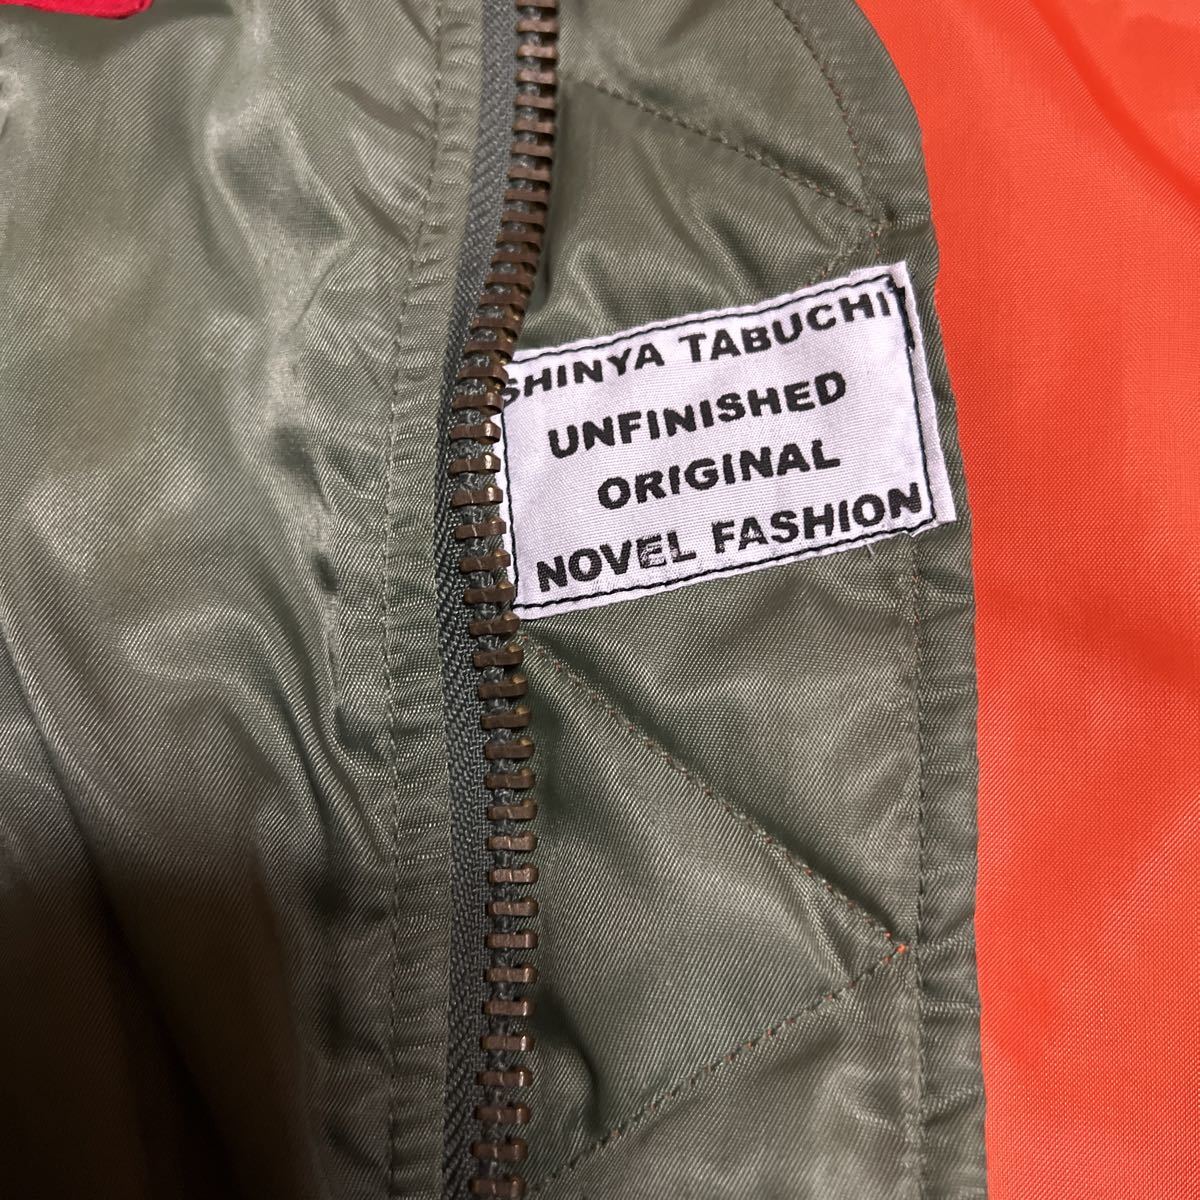 SHINYA TABUCHI
UNFINISHED
ORIGINAL
NOVEL FASHION